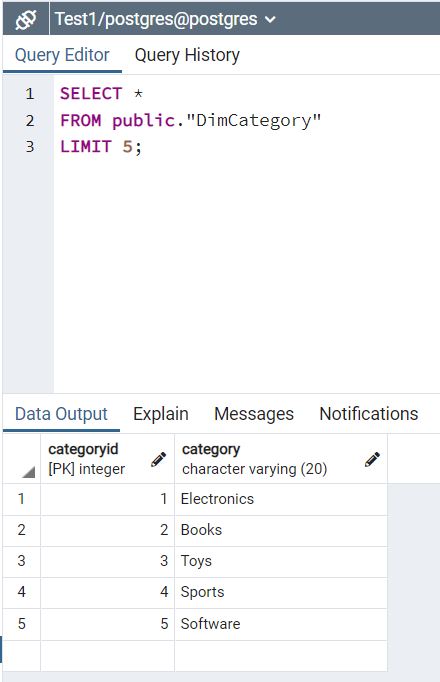 Test1/postgres@postgres
Query Editor Query History
1 SELECT *
2 FROM public."DimCategory"
3 LIMIT 5;
Data Output Explain Messages Notifications
categoryid category
[PK] integer character varying (20)
1 1 Electronics
2 2 Books
3 3 Toys
4 4 Sports
5 5 Software